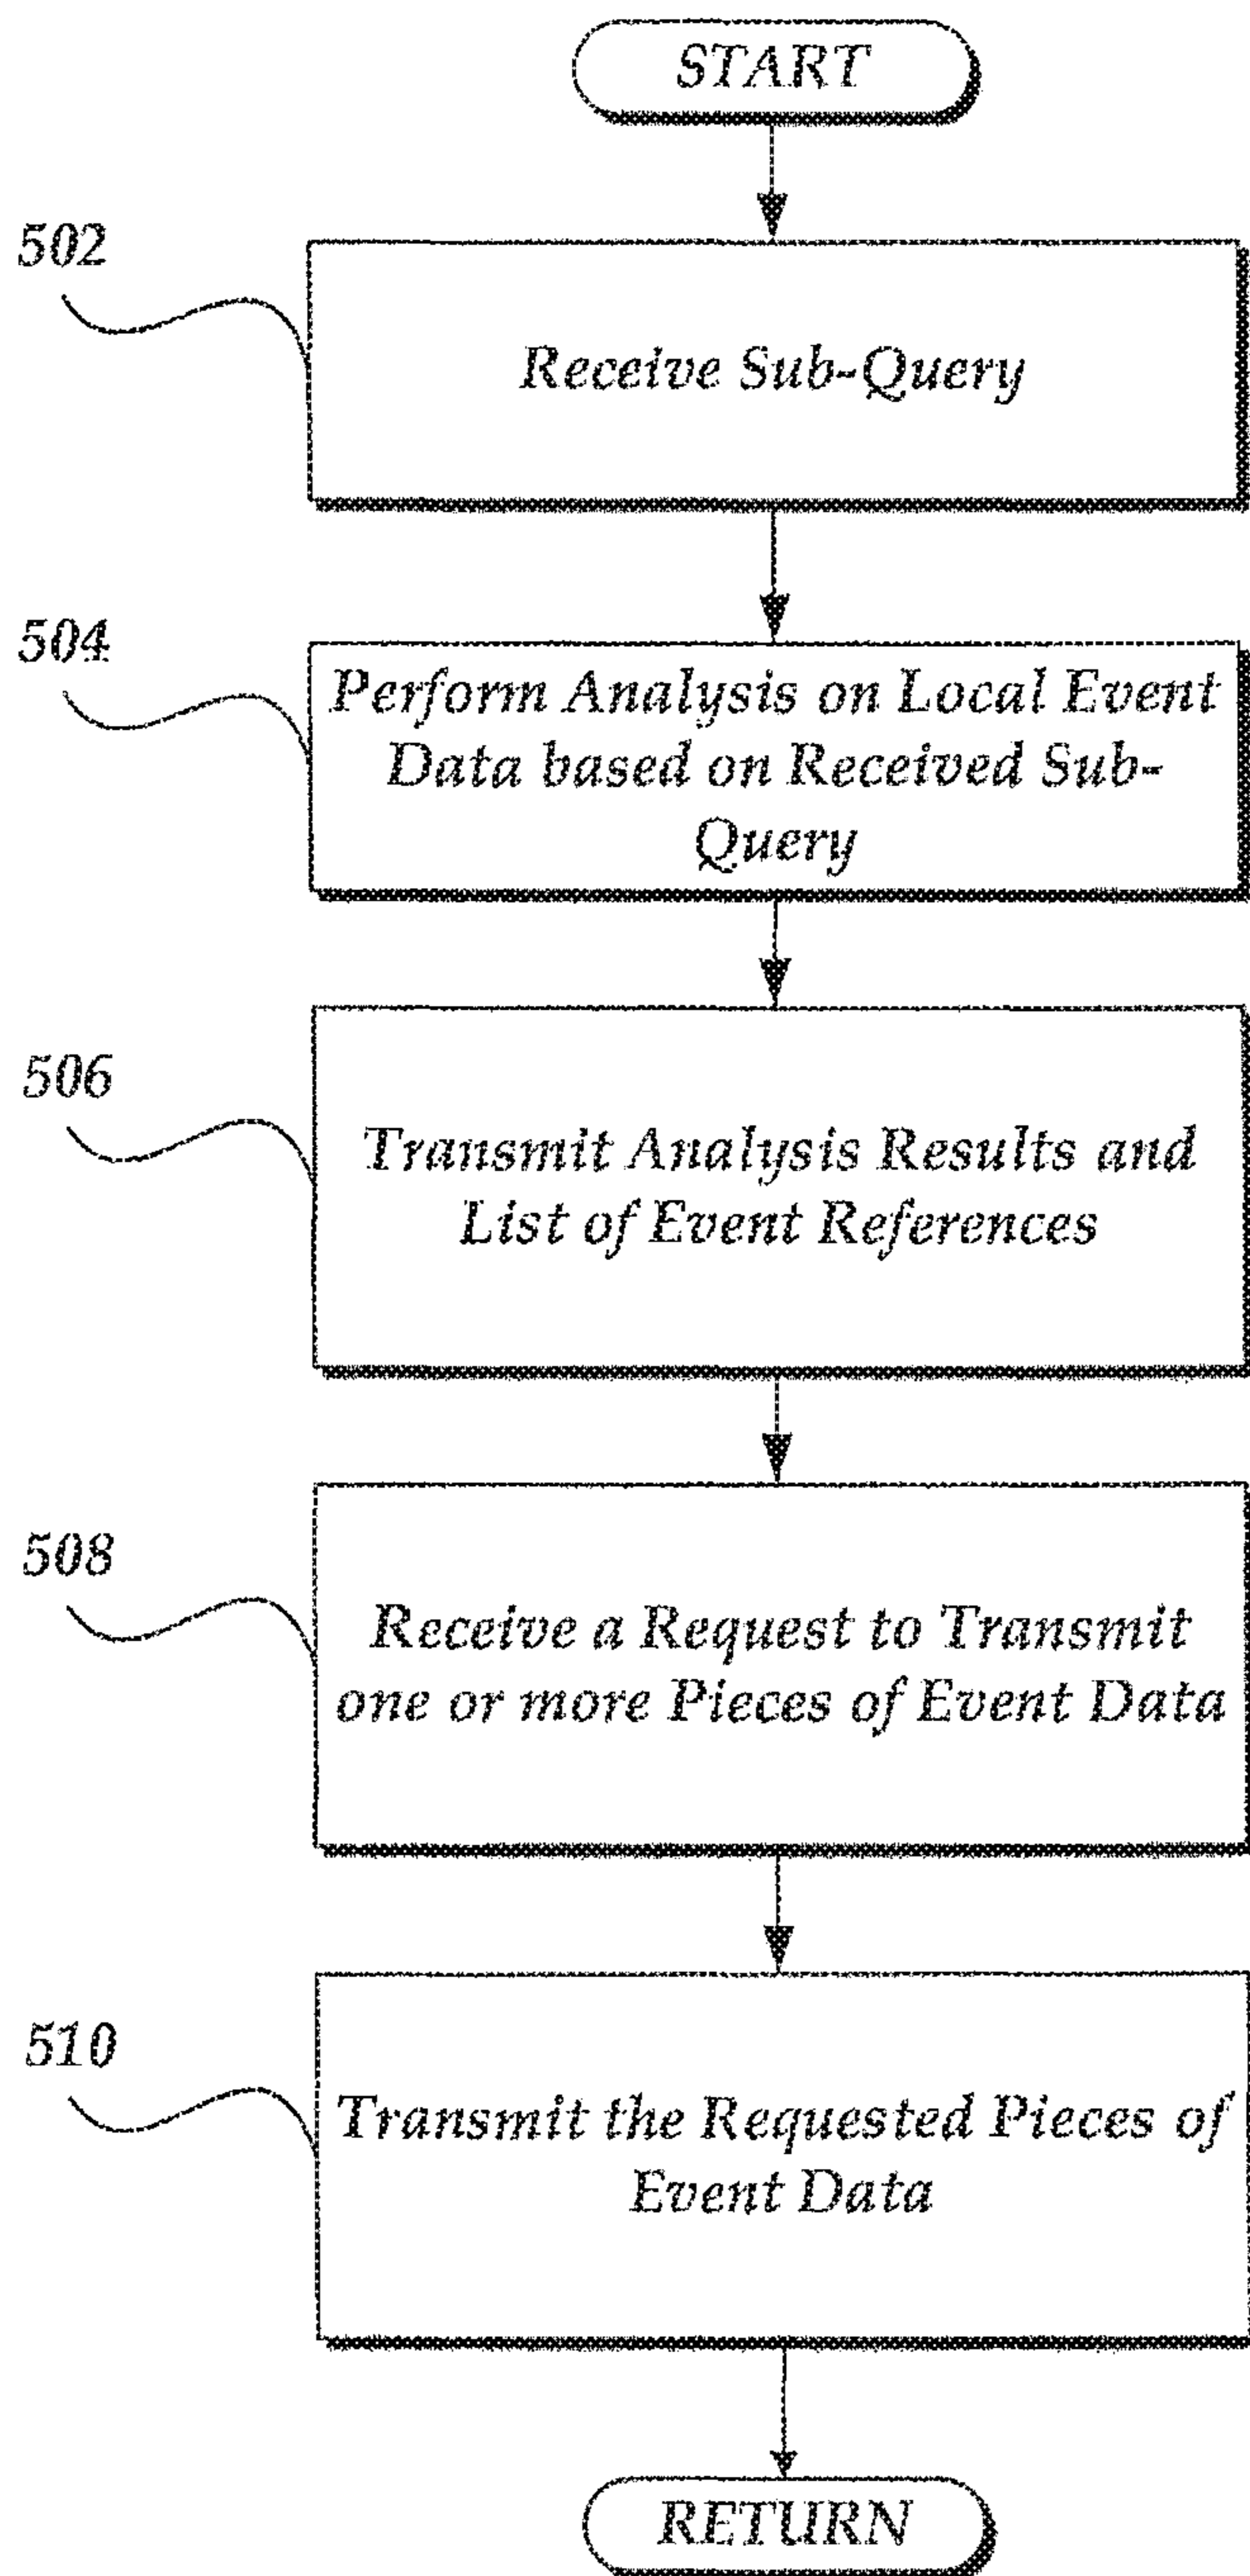 START
502
Receive Sub-Query
504
Perform Analysis on Local Event
Data based on Received Sub-
Query
506
Transmit Analysis Results and
List of Event References
508
Receive a Request to Transmit
one or more Pieces of Event Data
510
Transmit the Requested Pieces of
Event Data
RETURN